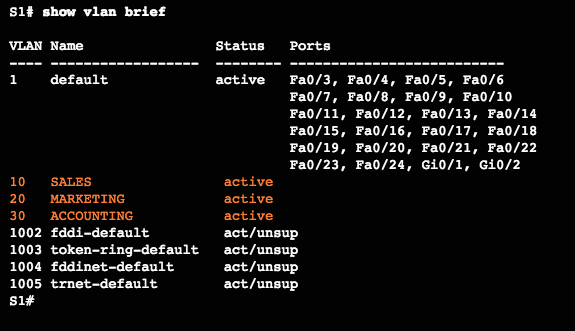 S1# show vlan brief
VLAN Name                Status    Ports
---- ------------------ -------- --------------------------
1    default             active    Fa0/3, Fa0/4, Fa0/5, Fa0/6
                                   Fa0/7, Fa0/8, Fa0/9, Fa0/10
                                   Fa0/11, Fa0/12, Fa0/13, Fa0/14
                                   Fa0/15, Fa0/16, Fa0/17, Fa0/18
                                   Fa0/19, Fa0/20, Fa0/21, Fa0/22
                                   Fa0/23, Fa0/24, Gi0/1, Gi0/2
10   SALES                active
20   MARKETING            active
30   ACCOUNTING           active
1002 fddi-default         act/unsup
1003 token-ring-default   act/unsup
1004 fddinet-default      act/unsup
1005 trnet-default        act/unsup
S1#